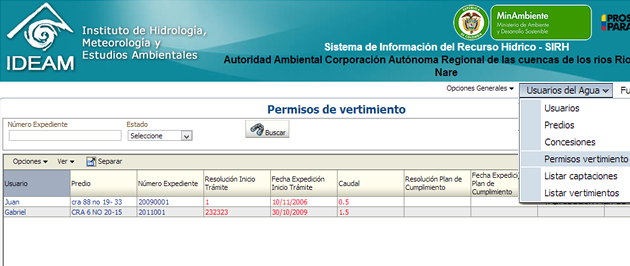 IDEAM
Instituto de Hidrología,
Meteorología y
Estudios Ambientales
MinAmbiente
Ministerio de Ambiente
y Desarrollo Sostenible
PROS
PARA
Sistema de Información del Recurso Hídrico - SIRH
Autoridad Ambiental Corporación Autónoma Regional de las cuencas de los ríos Rio
Nare
Opciones Generales Usuarios del Agua Fu
Usuarios
Predios
Concesiones
Permisos vertimiento
Listar captaciones
Listar vertimientos
Permisos de vertimiento
Número Expediente Estado
Seleccione Buscar
Opciones Ver Separar
Usuario Predio Número Expediente Resolución Inicio Trámite Fecha Expedición Inicio Trámite Caudal Resolución Plan de Cumplimiento Fecha Expedición Plan de Cumplimiento
Juan cra 88 no 19- 33 20090001 1 10/11/2006 0.5
Gabriel CRA 6 NO 20-15 2011001 232323 30/10/2009 1.5